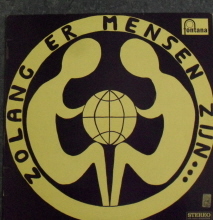 fontana
ZOLANG ER MENSEN ZIJN...
STEREO